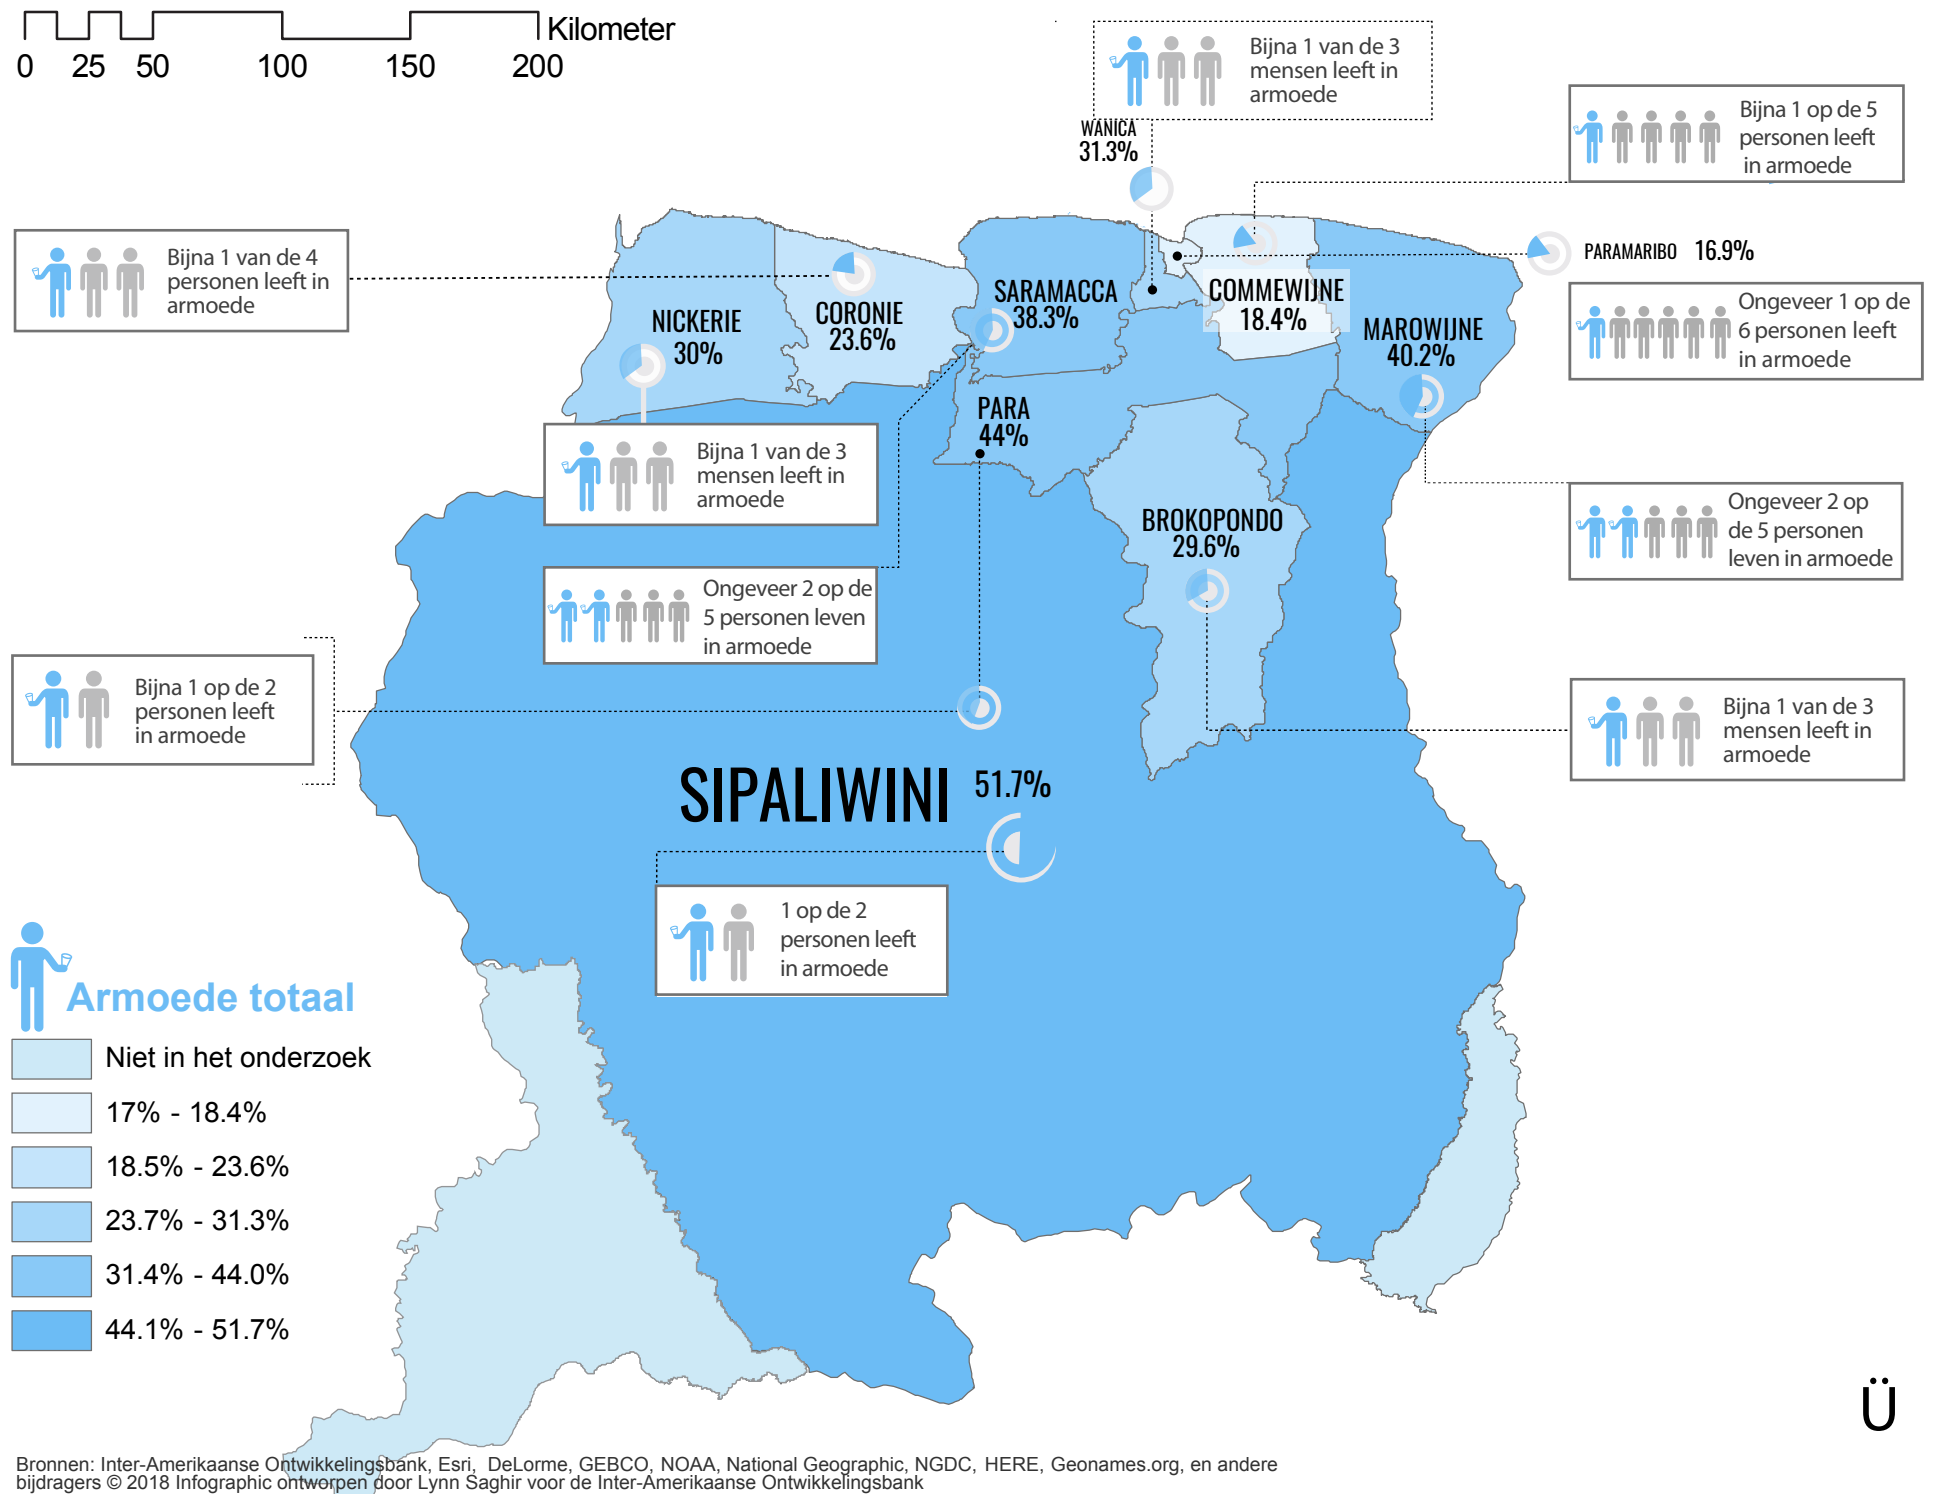 Kilometer
0 25 50 100 150 200
Bijna 1 van de 3
mensen leeft in
armoede
WANICA
31.3%
Bijna 1 op de 5
personen leeft
in armoede
Bijna 1 van de 4
personen leeft in
armoede
PARAMARIBO 16.9%
Ongeveer 1 op de
6 personen leeft
in armoede
NICKERIE
30%
CORONIE
23.6%
SARAMACCA
38.3%
COMMEWIJNE
18.4%
MAROWIJNE
40.2%
PARA
44%
Bijna 1 van de 3
mensen leeft in
armoede
BROKOPONDO
29.6%
Ongeveer 2 op
de 5 personen
leven in armoede
Ongeveer 2 op de
5 personen leven
in armoede
Bijna 1 op de 2
personen leeft
in armoede
Bijna 1 van de 3
mensen leeft in
armoede
SIPALIWINI 51.7%
1 op de 2
personen leeft
in armoede
Armoede totaal
Niet in het onderzoek
17% - 18.4%
18.5% - 23.6%
23.7% - 31.3%
31.4% - 44.0%
44.1% - 51.7%
Ü
Bronnen: Inter-Amerikaanse Ontwikkelingsbank, Esri, DeLorme, GEBCO, NOAA, National Geographic, NGDC, HERE, Geonames.org, en andere
bijdragers © 2018 Infographic ontworpen door Lynn Saghir voor de Inter-Amerikaanse Ontwikkelingsbank